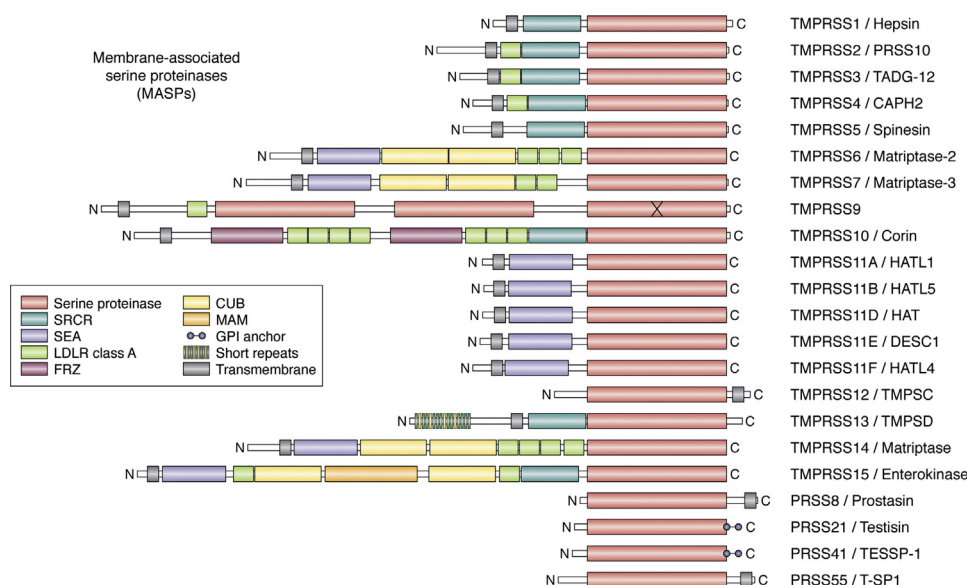 Membrane-associated
serine proteinases
(MASPs)
N C TMPRSS1 / Hepsin
N C TMPRSS2 / PRSS10
N C TMPRSS3 / TADG-12
N C TMPRSS4 / CAPH2
N C TMPRSS5 / Spinesin
N C TMPRSS6 / Matriptase-2
N C TMPRSS7 / Matriptase-3
N X C TMPRSS9
N C TMPRSS10 / Corin
N C TMPRSS11A / HATL1
N C TMPRSS11B / HATL5
N C TMPRSS11D / HAT
N C TMPRSS11E / DESC1
N C TMPRSS11F / HATL4
N C TMPRSS12 / TMPSC
N C TMPRSS13 / TMPSD
N C TMPRSS14 / Matriptase
N C TMPRSS15 / Enterokinase
N C PRSS8 / Prostasin
N C PRSS21 / Testisin
N C PRSS41 / TESSP-1
N C PRSS55 / T-SP1
Serine proteinase
SRCR
SEA
LDLR class A
FRZ
CUB
MAM
GPI anchor
Short repeats
Transmembrane